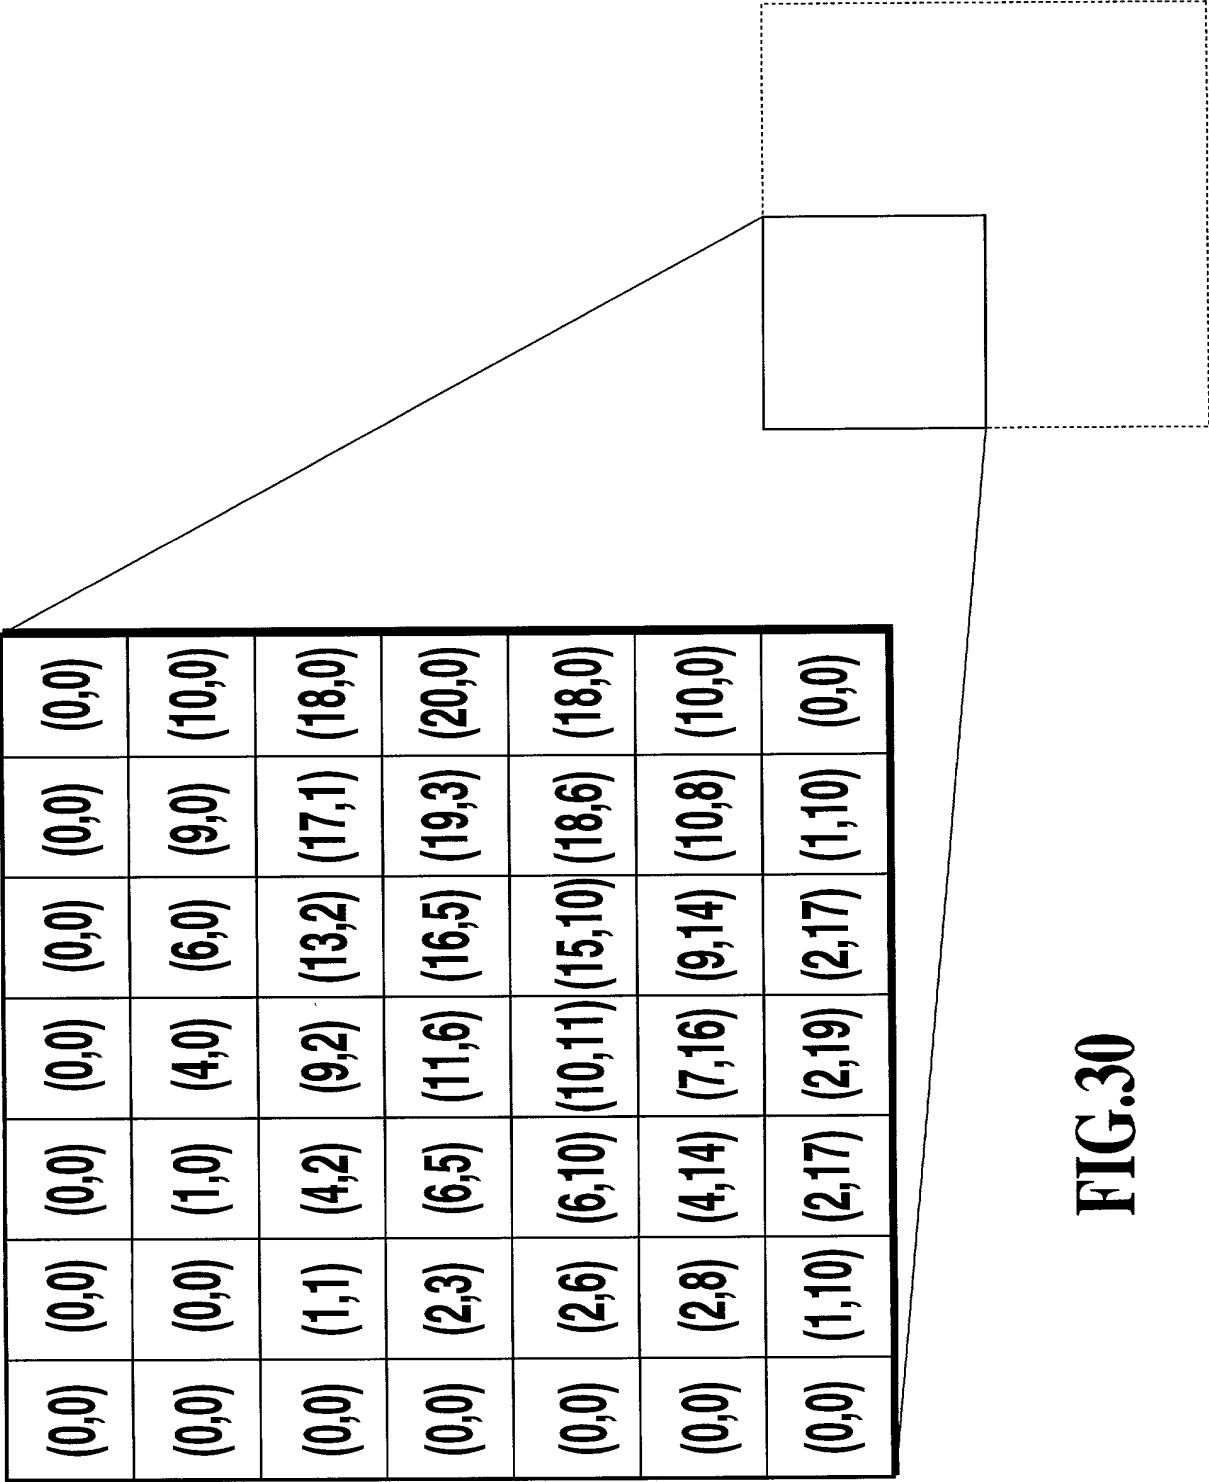 (0,0) (0,0) (0,0) (0,0) (0,0) (0,0) (0,0)
(0,0) (0,0) (1,0) (4,0) (6,0) (9,0) (10,0)
(0,0) (1,1) (4,2) (9,2) (13,2) (17,1) (18,0)
(0,0) (2,3) (6,5) (11,6) (16,5) (19,3) (20,0)
(0,0) (2,6) (6,10) (10,11) (15,10) (18,6) (18,0)
(0,0) (2,8) (4,14) (7,16) (9,14) (10,8) (10,0)
(0,0) (1,10) (2,17) (2,19) (2,17) (1,10) (0,0)
FIG.30